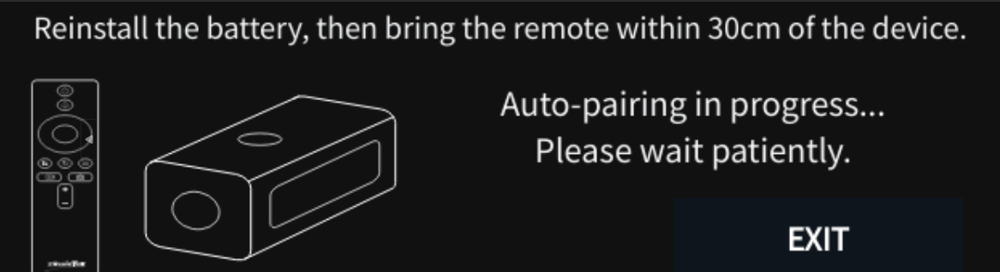 Reinstall the battery, then bring the remote within 30cm of the device.
Auto-pairing in progress...
Please wait patiently.
EXIT